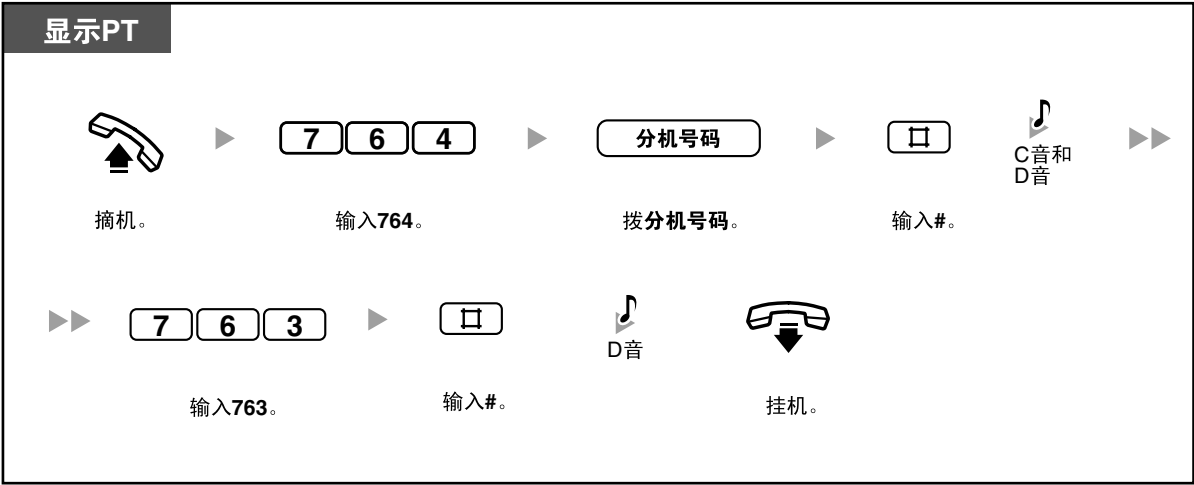 显示PT
7 6 4
分机号码
C音和
D音
摘机。
输入764。
拨分机号码。
输入#。
7 6 3
D音
输入763。
输入#。
挂机。